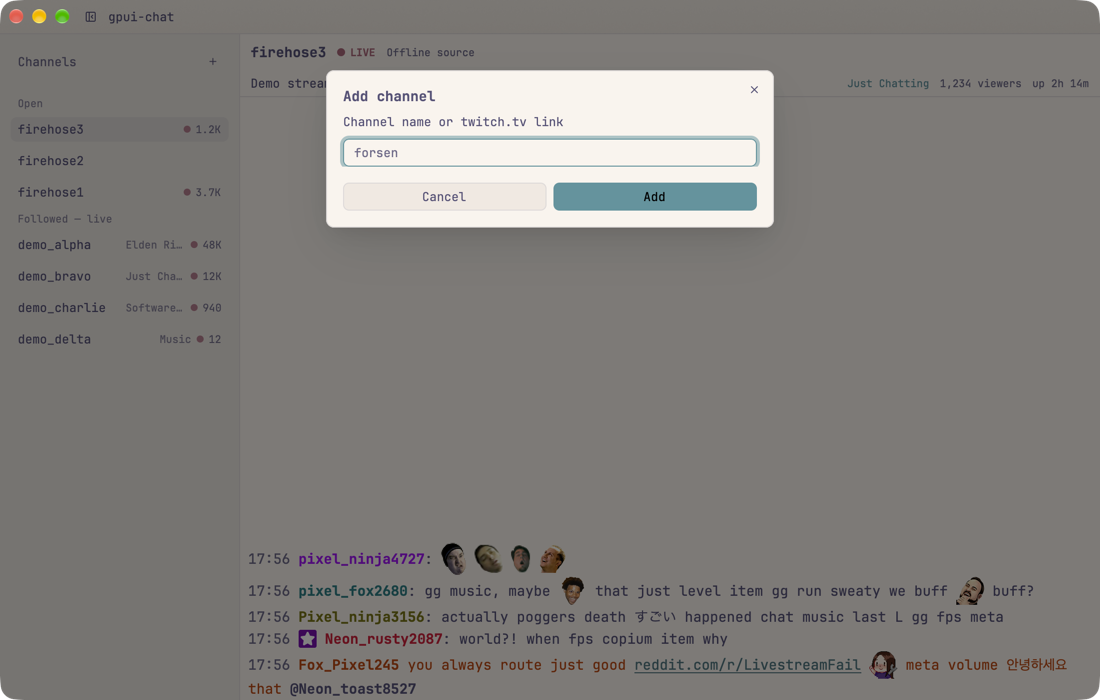 gpui-chat
Channels +
Open
firehose3 1.2K
firehose2
firehose1 3.7K
Followed — live
demo_alpha Elden Ri… 48K
demo_bravo Just Cha… 12K
demo_charlie Software… 940
demo_delta Music 12
firehose3 LIVE Offline source
Demo strea
Just Chatting 1,234 viewers up 2h 14m
Add channel ×
Channel name or twitch.tv link
forsen
Cancel Add
17:56 pixel_ninja4727:
17:56 pixel_fox2680: gg music, maybe that just level item gg run sweaty we buff buff?
17:56 Pixel_ninja3156: actually poggers death すごい happened chat music last L gg fps meta
17:56 Neon_rusty2087: world?! when fps copium item why
17:56 Fox_Pixel245 you always route just good reddit.com/r/LivestreamFail meta volume 안녕하세요
that @Neon_toast8527